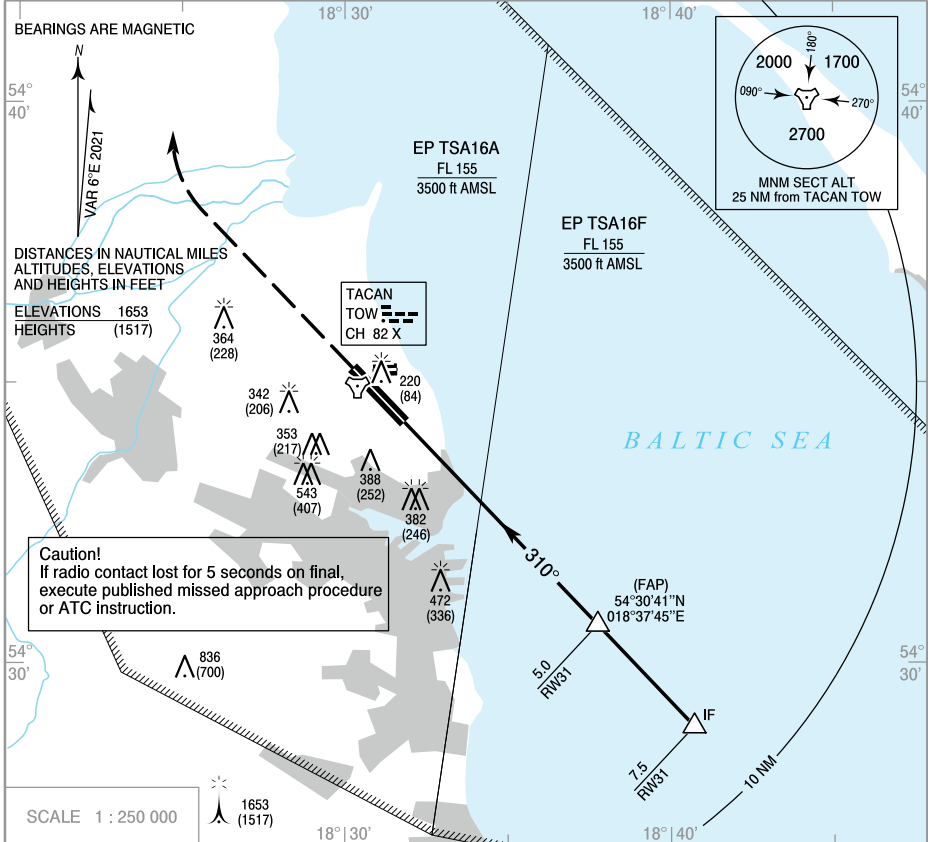 18° 30'
18° 40'
BEARINGS ARE MAGNETIC
N
VAR 6°E 2021
54°
40'
54°
40'
180°
2000
1700
090°
270°
2700
MNM SECT ALT
25 NM from TACAN TOW
EP TSA16A
FL 155
3500 ft AMSL
EP TSA16F
FL 155
3500 ft AMSL
DISTANCES IN NAUTICAL MILES
ALTITUDES, ELEVATIONS
AND HEIGHTS IN FEET
ELEVATIONS 1653
HEIGHTS (1517)
TACAN
TOW
CH 82 X
364
(228)
220
(84)
342
(206)
353
(217)
543
(407)
388
(252)
382
(246)
BALTIC SEA
Caution!
If radio contact lost for 5 seconds on final,
execute published missed approach procedure
or ATC instruction.
310°
472
(336)
(FAP)
54°30'41"N
018°37'45"E
5.0
RW31
836
(700)
54°
30'
54°
30'
IF
7.5
RW31
10 NM
1653
(1517)
SCALE 1 : 250 000
18° 30'
18° 40'